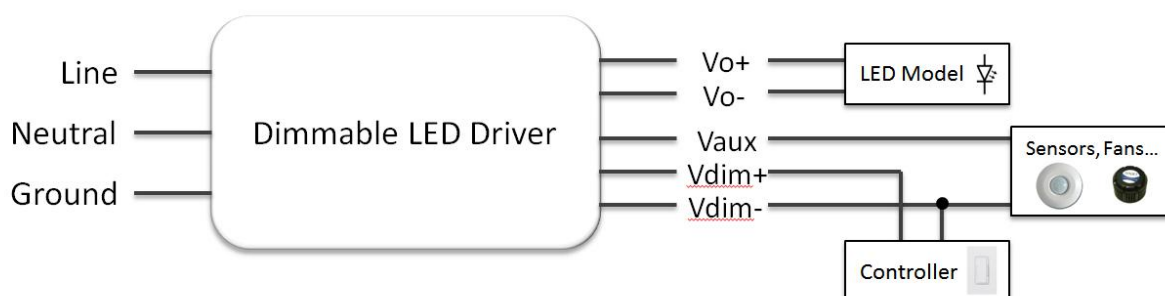 Line
Neutral
Ground
Dimmable LED Driver
Vo+
Vo-
Vaux
Vdim+
Vdim-
LED Model
Sensors, Fans...
Controller